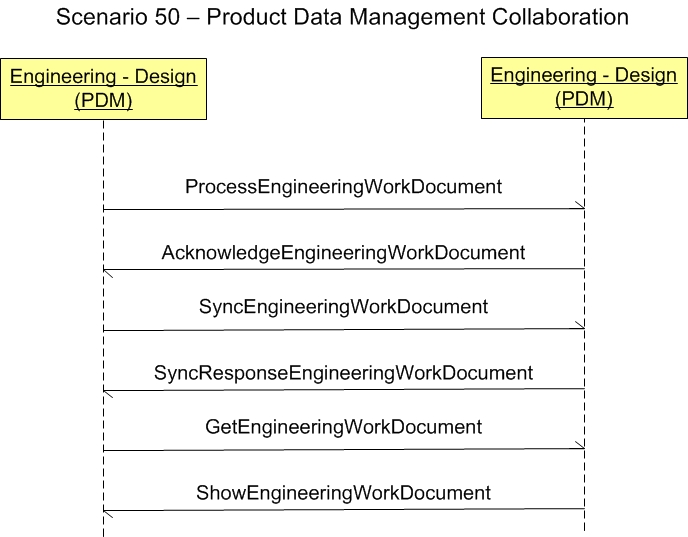 Scenario 50 – Product Data Management Collaboration
Engineering - Design
(PDM)
Engineering - Design
(PDM)
ProcessEngineeringWorkDocument
AcknowledgeEngineeringWorkDocument
SyncEngineeringWorkDocument
SyncResponseEngineeringWorkDocument
GetEngineeringWorkDocument
ShowEngineeringWorkDocument